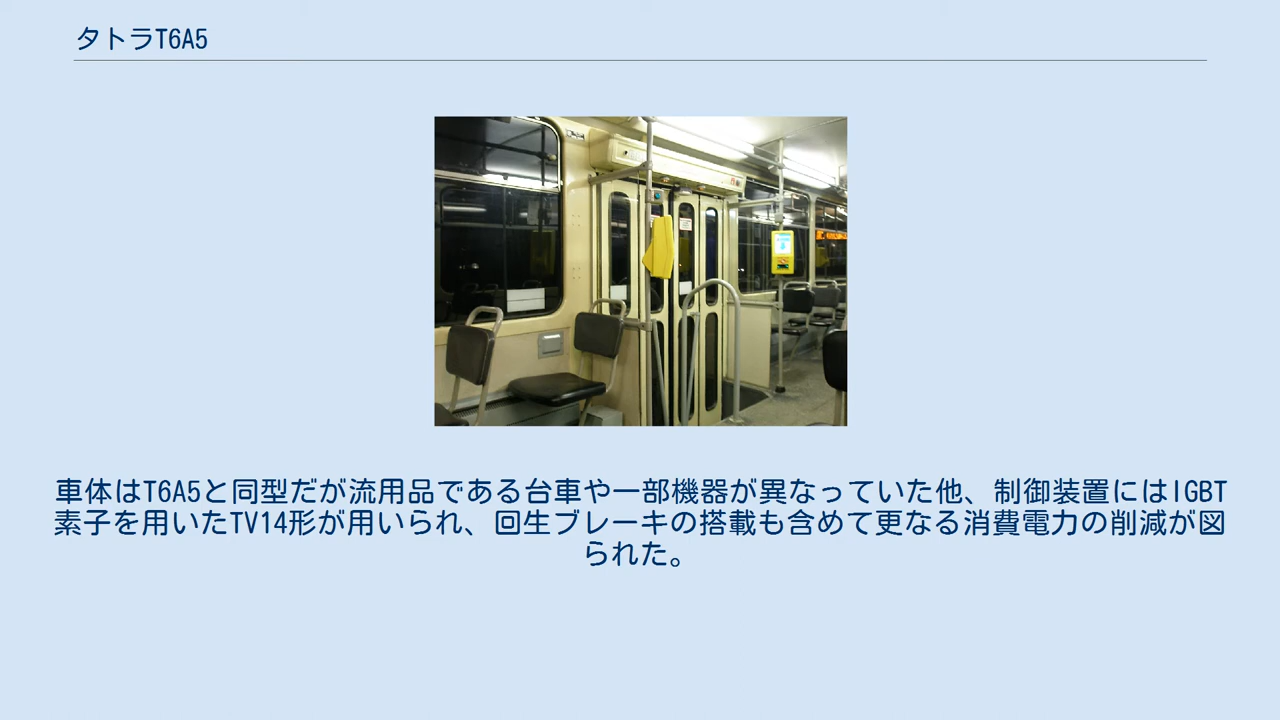 タトラT6A5
車体はT6A5と同型だが流用品である台車や一部機器が異なっていた他、制御装置にはIGBT
素子を用いたTV14形が用いられ、回生ブレーキの搭載も含めて更なる消費電力の削減が図
られた。